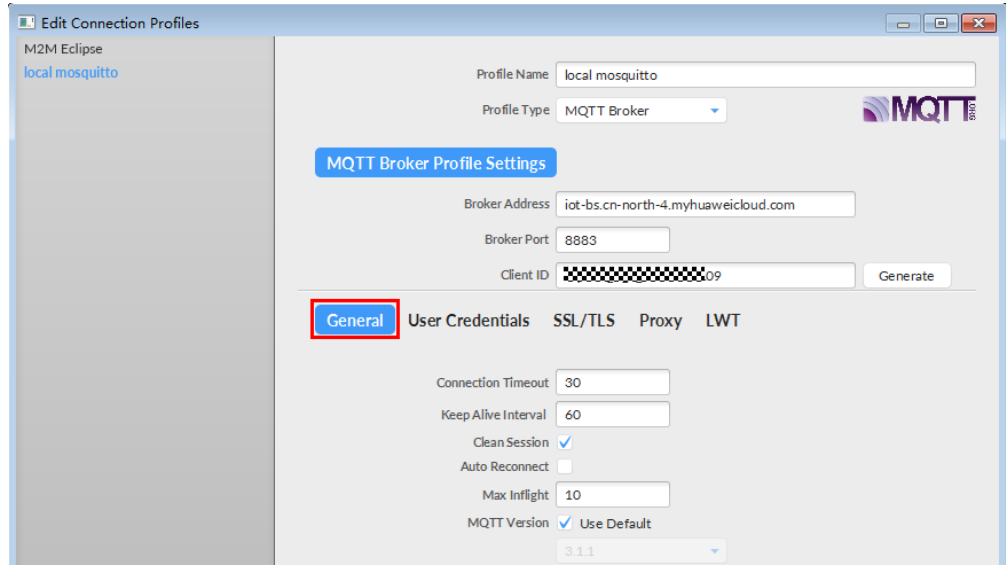 Edit Connection Profiles
M2M Eclipse
local mosquitto
Profile Name local mosquitto
Profile Type MQTT Broker
MQTT.ORG
MQTT Broker Profile Settings
Broker Address iot-bs.cn-north-4.myhuaweicloud.com
Broker Port 8883
Client ID 09 Generate
General User Credentials SSL/TLS Proxy LWT
Connection Timeout 30
Keep Alive Interval 60
Clean Session
Auto Reconnect
Max Inflight 10
MQTT Version Use Default
3.1.1